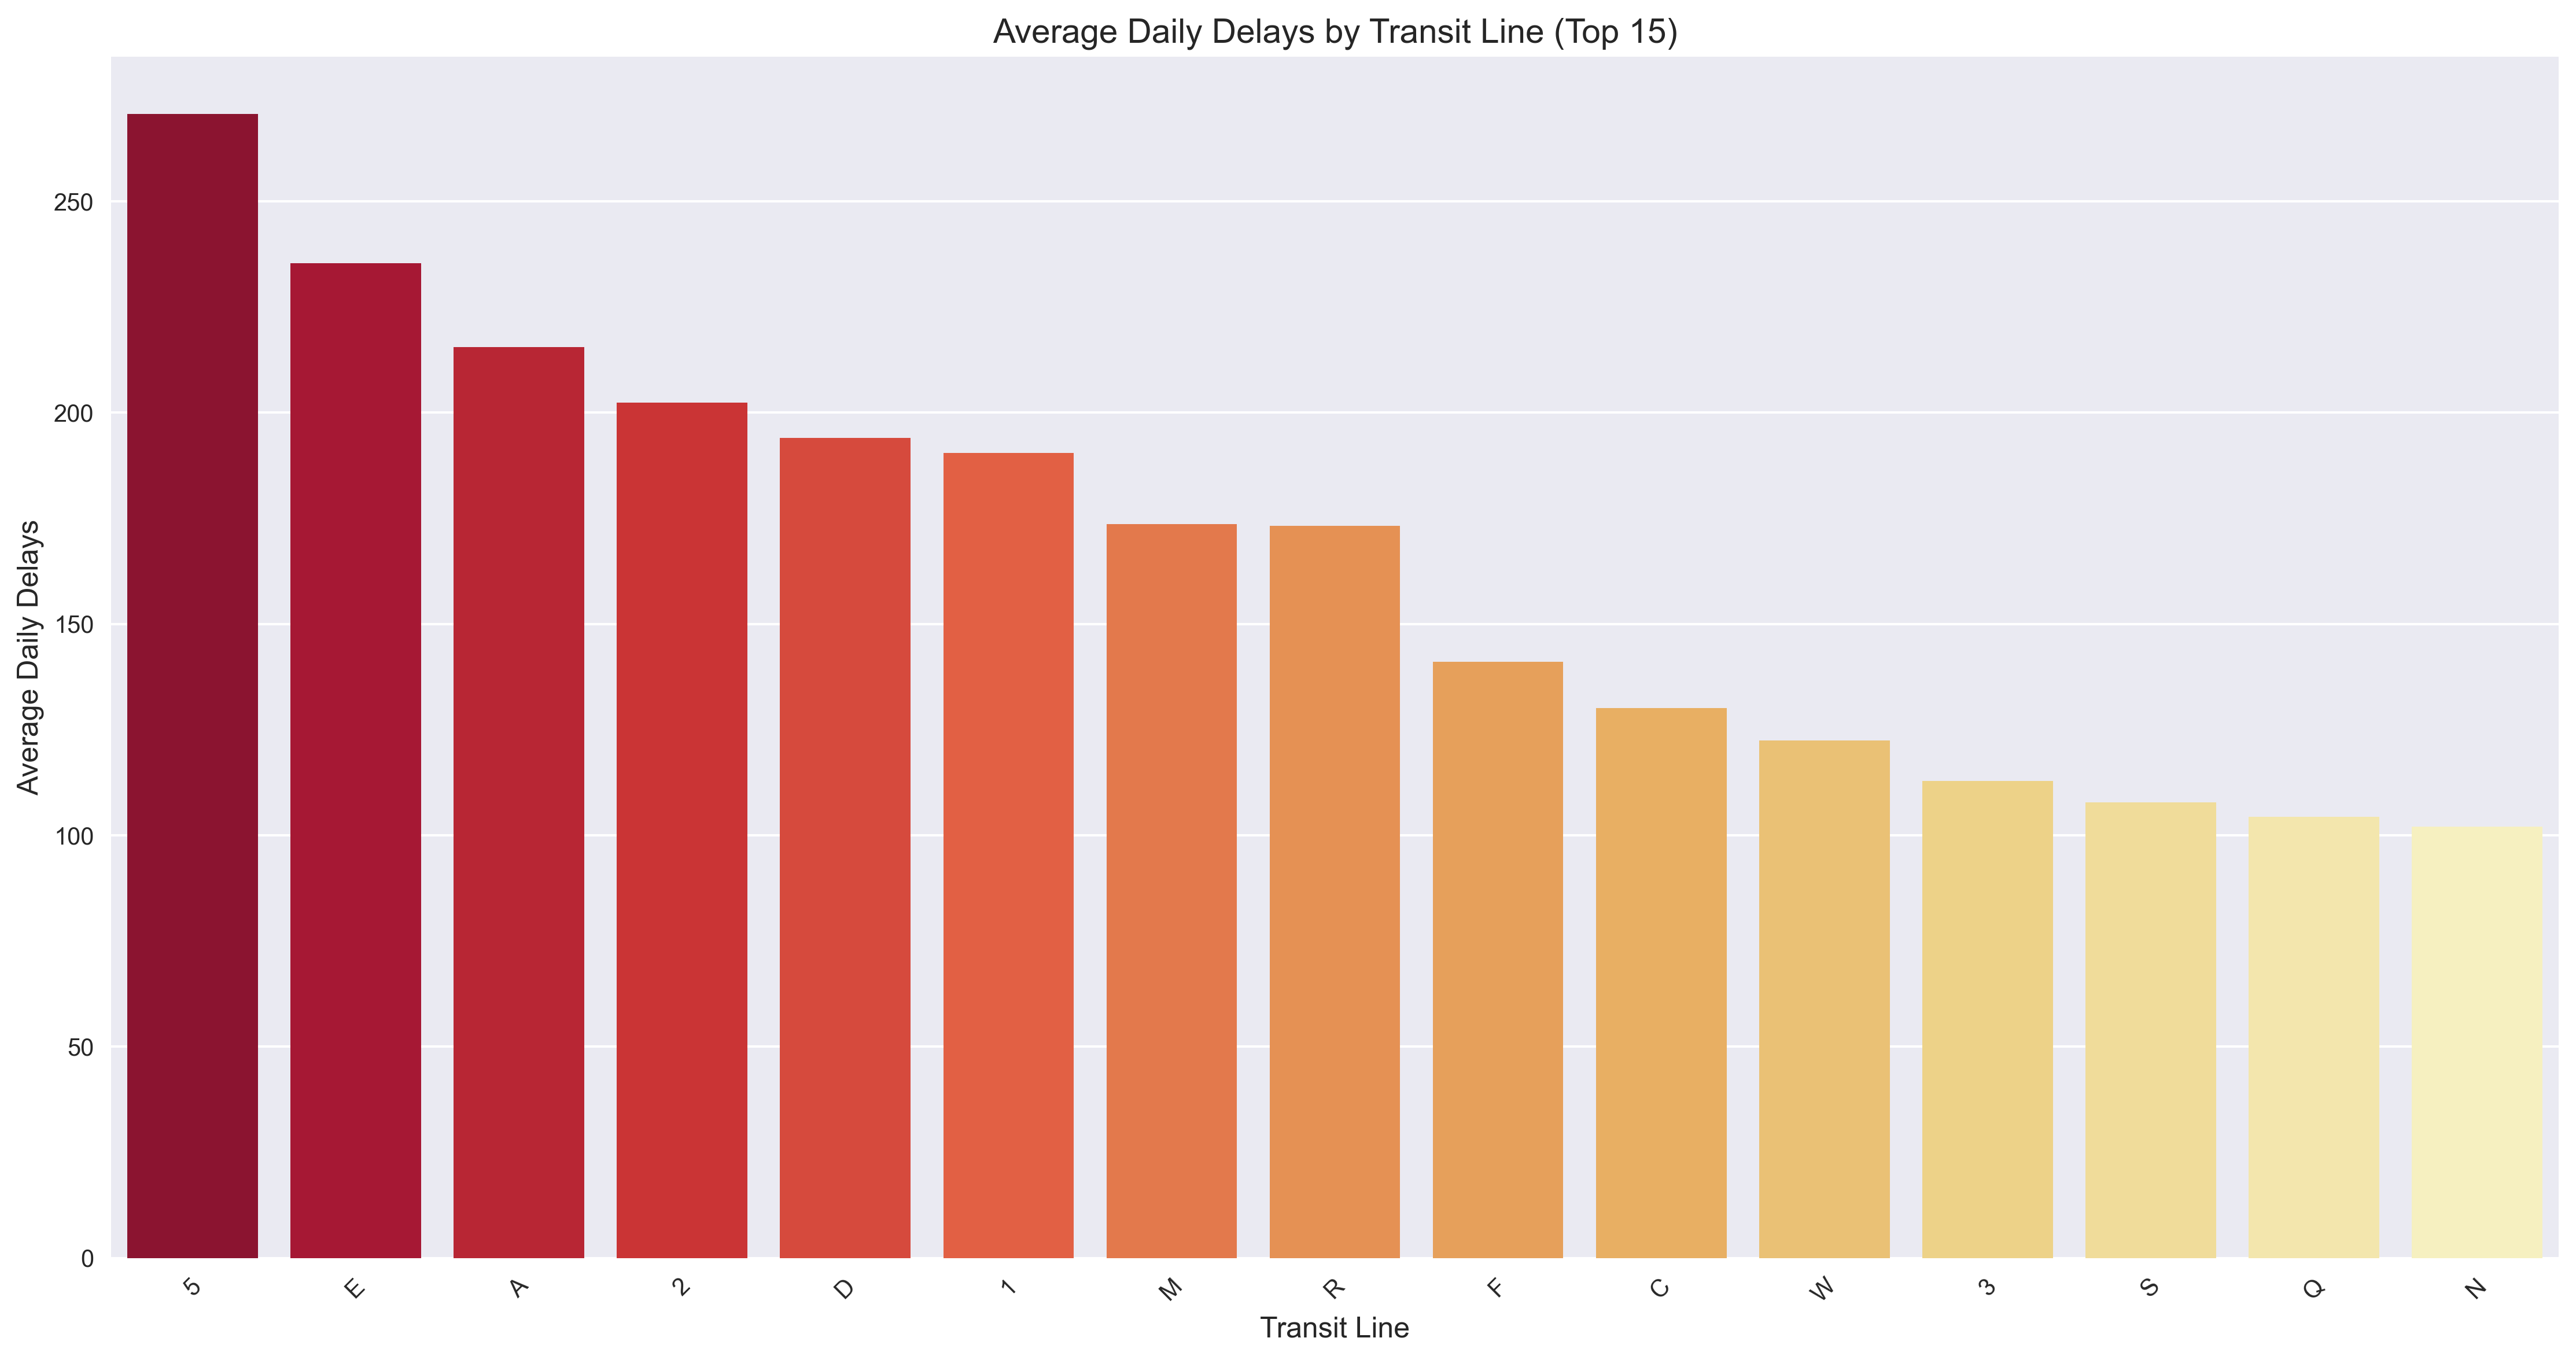 Average Daily Delays by Transit Line (Top 15)
Average Daily Delays
250
200
150
100
50
0
5 E A 2 D 1 M R F C W 3 S Q N
Transit Line